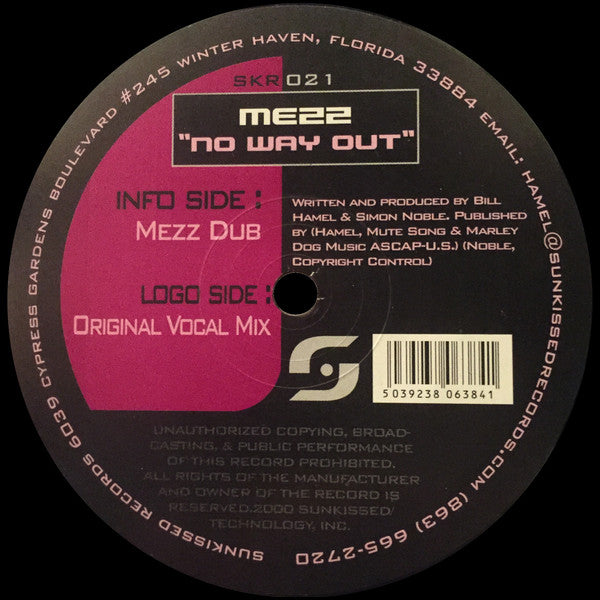 SKR 021
MEZZ
"NO WAY OUT"
INFO SIDE:
MEZZ DUB
LOGO SIDE:
ORIGINAL VOCAL MIX
WRITTEN AND PRODUCED BY BILL
HAMEL & SIMON NOBLE. PUBLISHED
BY (HAMEL, MUTE SONG & MARLEY
DOG MUSIC ASCAP-U.S.) (NOBLE,
COPYRIGHT CONTROL)
5 039238 063841
UNAUTHORIZED COPYING, BROAD-
CASTING, & PUBLIC PERFORMANCE
OF THIS RECORD PROHIBITED.
ALL RIGHTS OF THE MANUFACTURER
AND OWNER OF THE RECORD IS
RESERVED.2000 SUNKISSED/
TECHNOLOGY, INC.
SUNKISSED RECORDS 6039 CYPRESS GARDENS BOULEVARD #245 WINTER HAVEN, FLORIDA 33884 EMAIL: HAMEL@SUNKISSEDRECORDS.COM (863) 665-2720